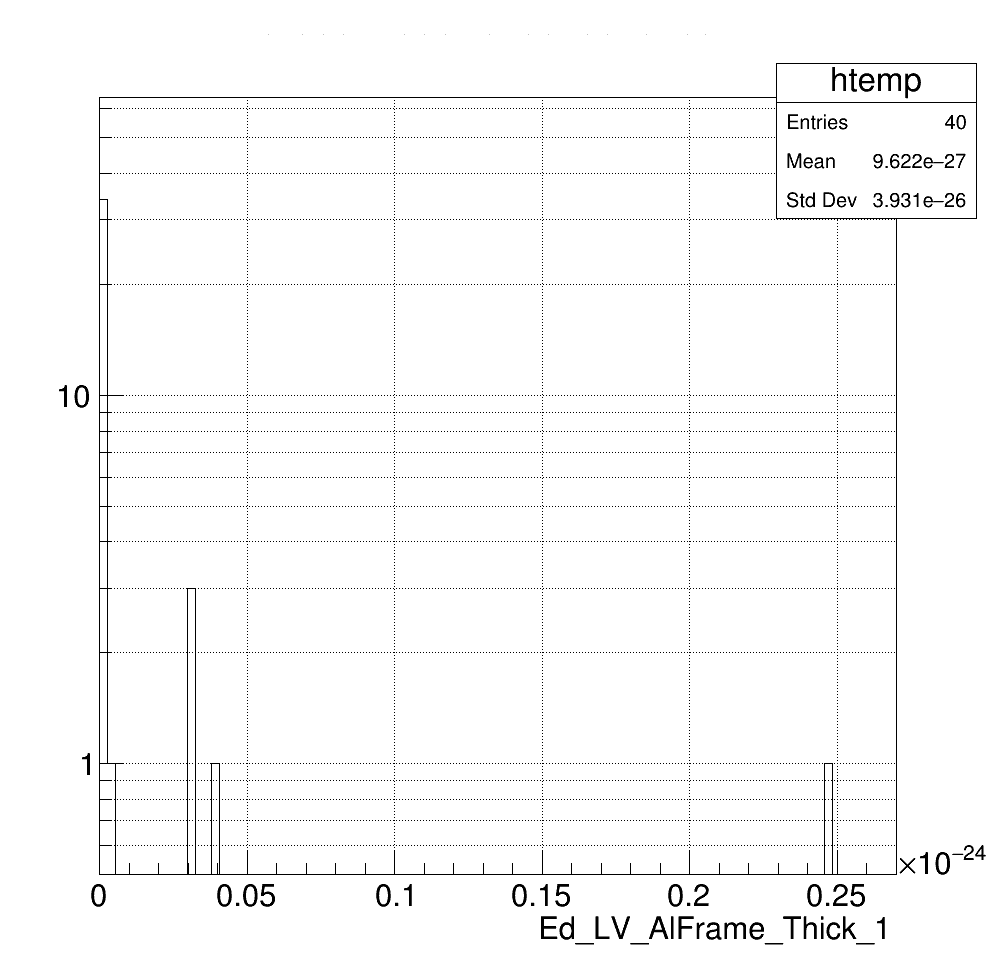 htemp
Entries 40
Mean 9.622e–27
Std Dev 3.931e–26
10
1
0 0.05 0.1 0.15 0.2 0.25
×10⁻²⁴
Ed_LV_AlFrame_Thick_1